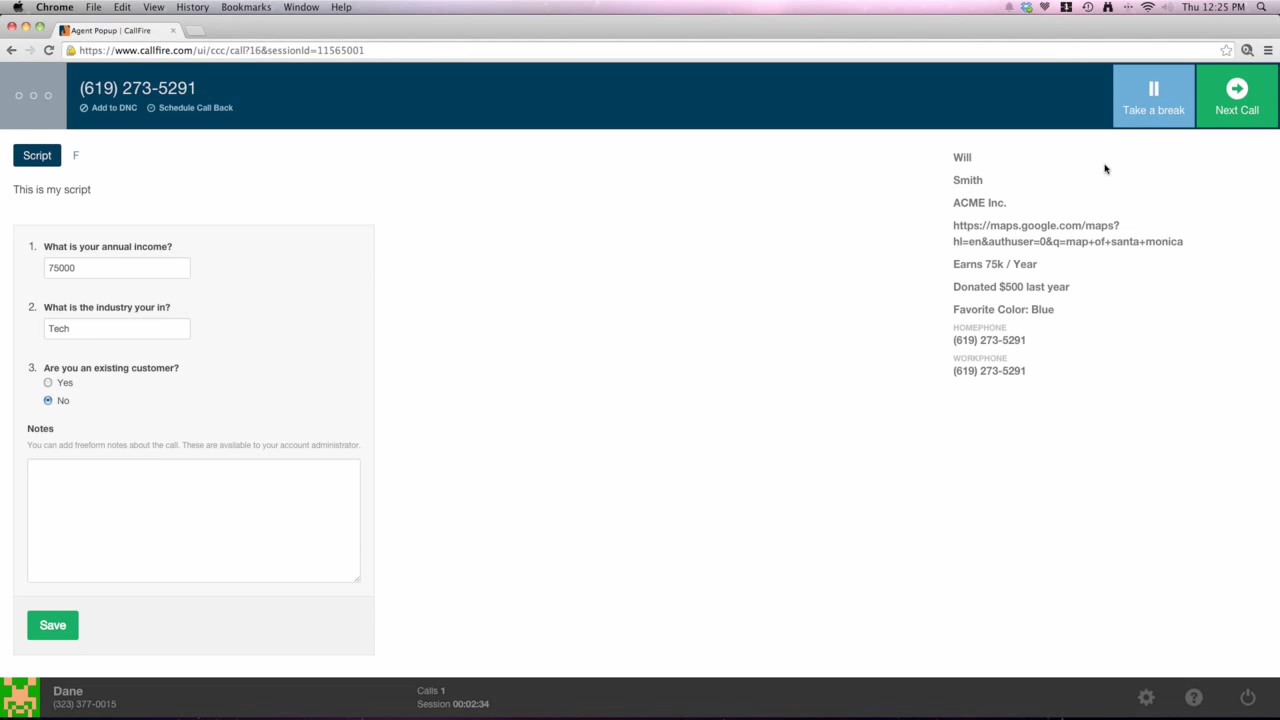 Chrome File Edit View History Bookmarks Window Help Thu 12:25 PM
Agent Popup | CallFire
https://www.callfire.com/ui/ccc/call?16&sessionId=11565001
(619) 273-5291
Add to DNC Schedule Call Back
Take a break
Next Call
Script F
This is my script
1. What is your annual income?
75000
2. What is the industry your in?
Tech
3. Are you an existing customer?
Yes
No
Notes
You can add freeform notes about the call. These are available to your account administrator.
Save
Will
Smith
ACME Inc.
https://maps.google.com/maps?
hl=en&authuser=0&q=map+of+santa+monica
Earns 75k / Year
Donated $500 last year
Favorite Color: Blue
HOMEPHONE
(619) 273-5291
WORKPHONE
(619) 273-5291
Dane
(323) 377-0015
Calls 1
Session 00:02:34